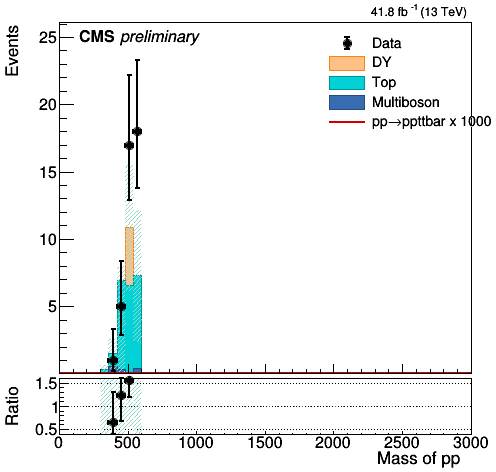 41.8 fb⁻¹ (13 TeV)
CMS preliminary
Events
25
20
15
10
5
Data
DY
Top
Multiboson
pp→ppttbar x 1000
Ratio
1.5
1
0.5
0 500 1000 1500 2000 2500 3000
Mass of pp